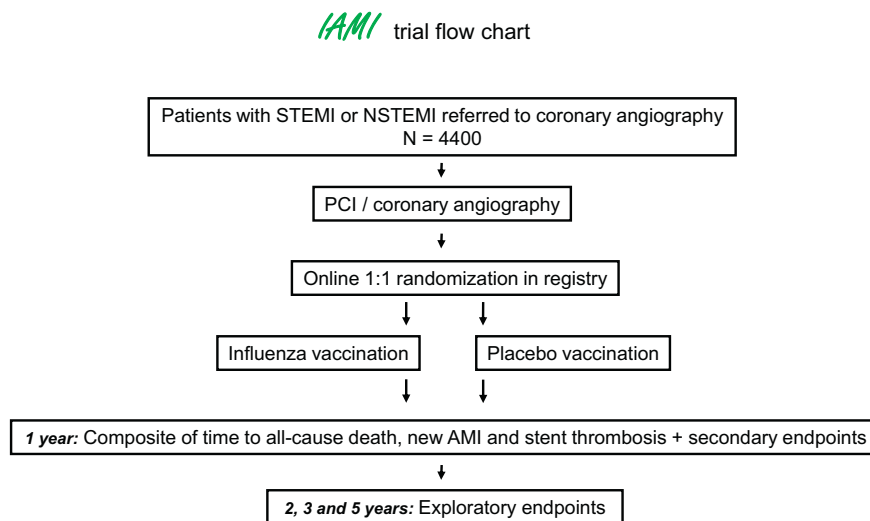 IAMI trial flow chart
Patients with STEMI or NSTEMI referred to coronary angiography
N = 4400
PCI / coronary angiography
Online 1:1 randomization in registry
Influenza vaccination
Placebo vaccination
1 year: Composite of time to all-cause death, new AMI and stent thrombosis + secondary endpoints
2, 3 and 5 years: Exploratory endpoints